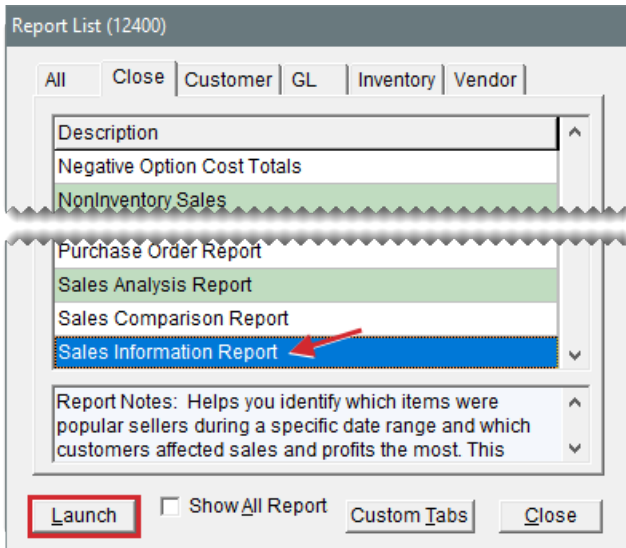 Report List (12400)
All Close Customer GL Inventory Vendor
Description
Negative Option Cost Totals
NonInventory Sales
Purchase Order Report
Sales Analysis Report
Sales Comparison Report
Sales Information Report
Report Notes: Helps you identify which items were
popular sellers during a specific date range and which
customers affected sales and profits the most. This
Launch Show All Report Custom Tabs Close